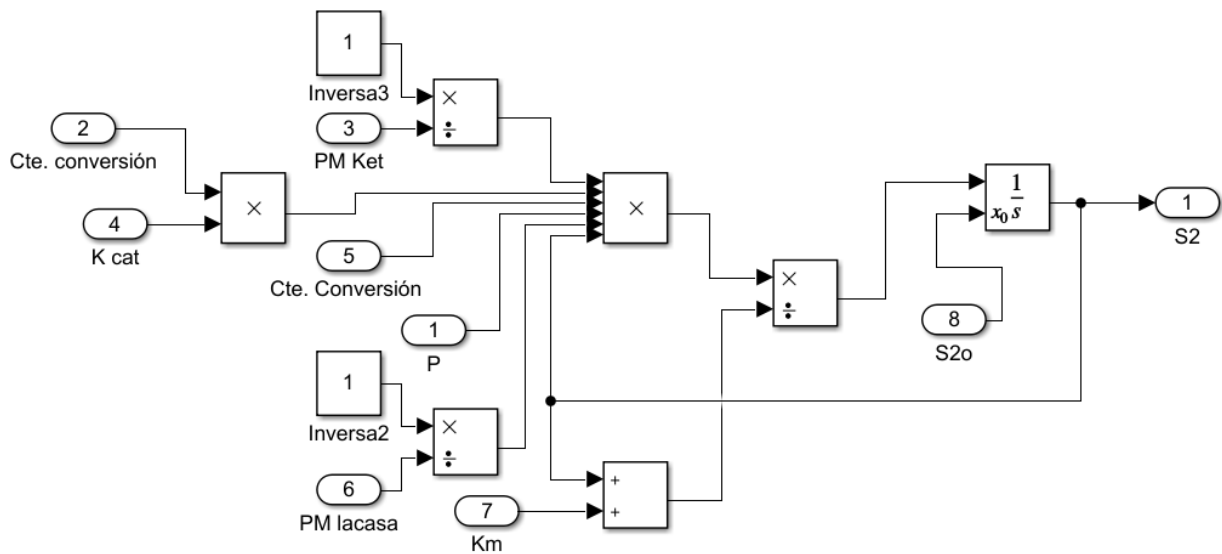 1
Inversa3
×
÷
2
Cte. conversión
3
PM Ket
4
K cat
×
×
5
Cte. Conversión
1
P
1
Inversa2
×
÷
6
PM lacasa
7
Km
+
+
×
÷
x₀ 1/s
8
S2o
1
S2